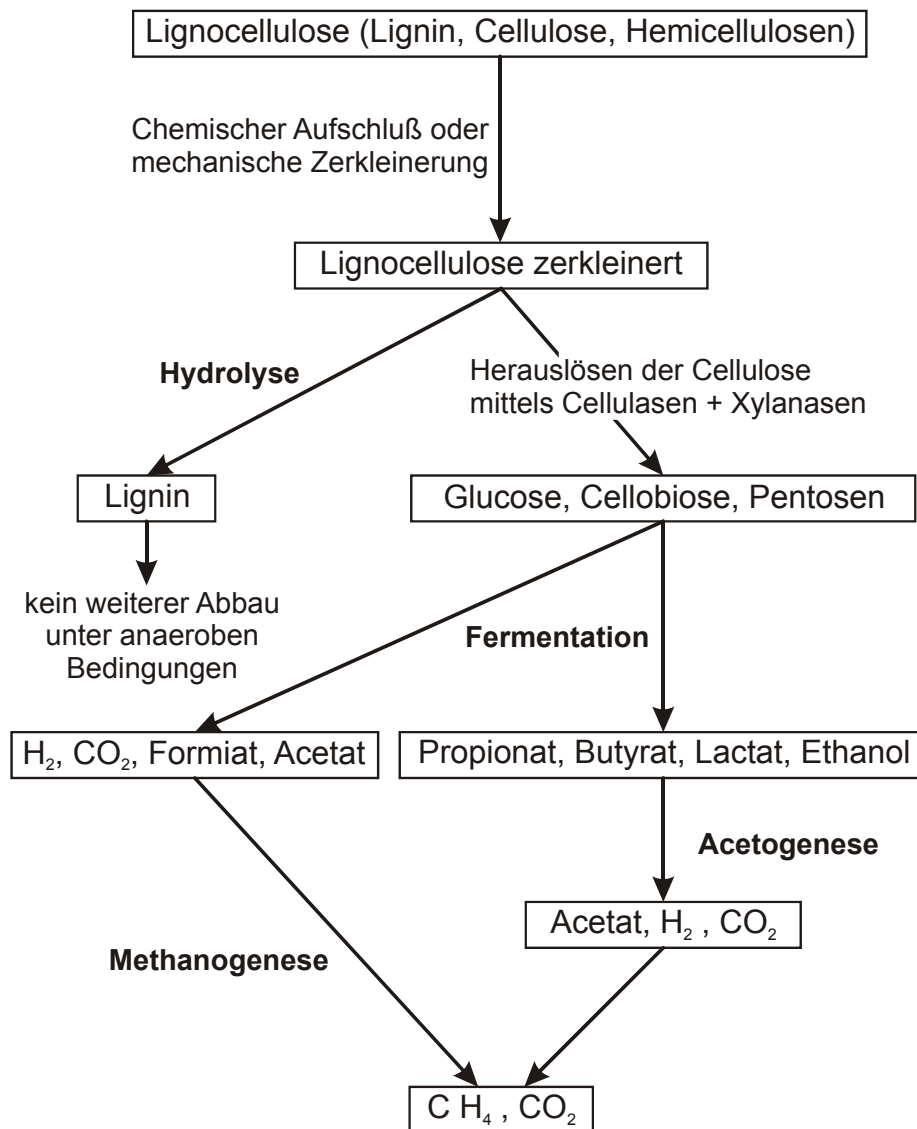 Lignocellulose (Lignin, Cellulose, Hemicellulosen)
Chemischer Aufschluß oder
mechanische Zerkleinerung
Lignocellulose zerkleinert
Hydrolyse
Herauslösen der Cellulose
mittels Cellulasen + Xylanasen
Lignin
Glucose, Cellobiose, Pentosen
kein weiterer Abbau
unter anaeroben
Bedingungen
Fermentation
H₂, CO₂, Formiat, Acetat
Propionat, Butyrat, Lactat, Ethanol
Acetogenese
Acetat, H₂ , CO₂
Methanogenese
C H₄ , CO₂